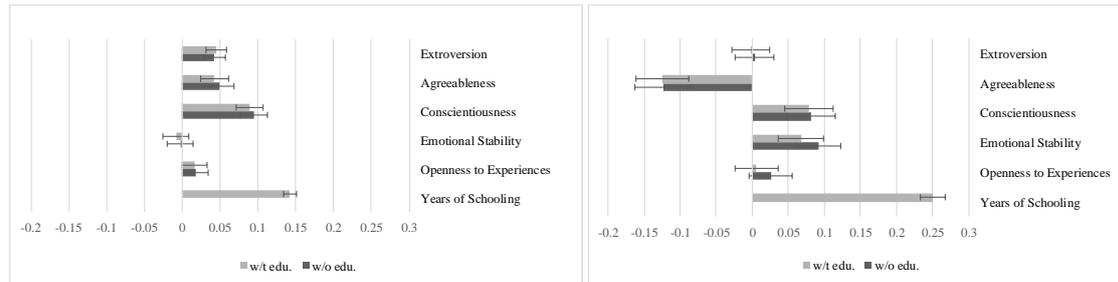 Extroversion
Agreeableness
Conscientiousness
Emotional Stability
Openness to Experiences
Years of Schooling
-0.2 -0.15 -0.1 -0.05 0 0.05 0.1 0.15 0.2 0.25 0.3
w/t edu. w/o edu.
Extroversion
Agreeableness
Conscientiousness
Emotional Stability
Openness to Experiences
Years of Schooling
-0.2 -0.15 -0.1 -0.05 0 0.05 0.1 0.15 0.2 0.25 0.3
w/t edu. w/o edu.